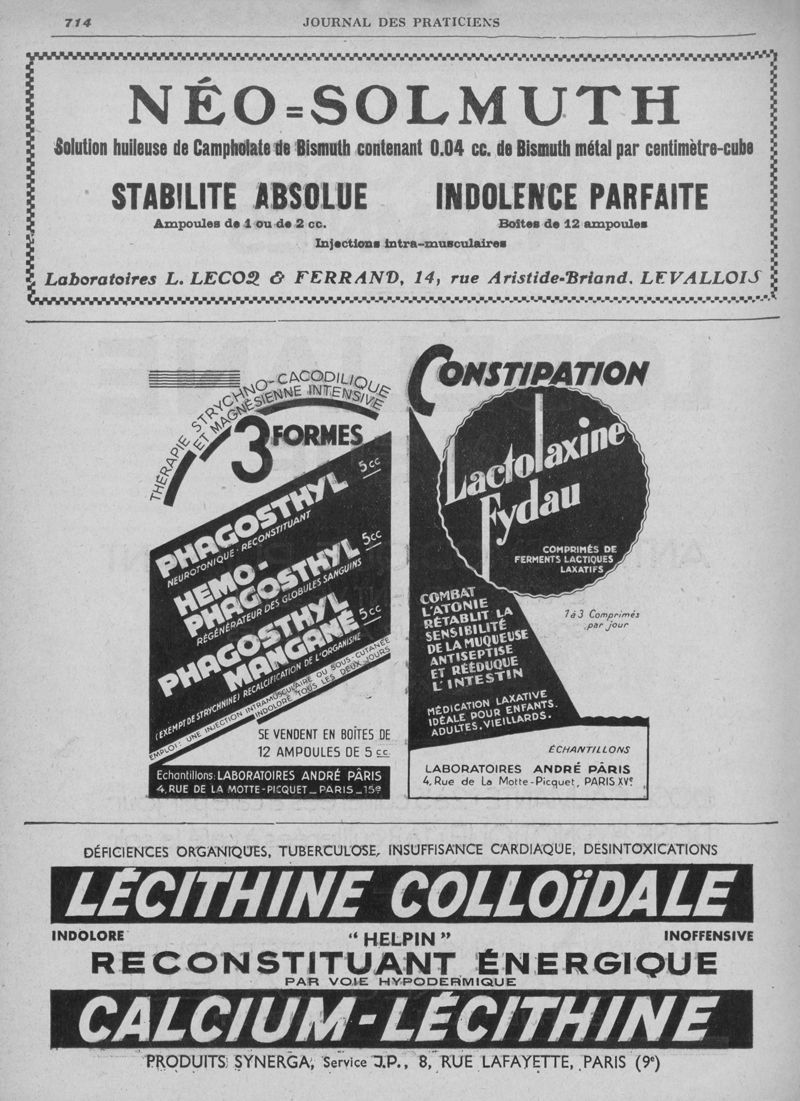 714
JOURNAL DES PRATICIENS
NÉO=SOLMUTH
Solution huileuse de Campholate de Bismuth contenant 0.04 cc. de Bismuth métal par centimètre-cube
STABILITE ABSOLUE
INDOLENCE PARFAITE
Ampoules de 1 ou de 2 cc.
Boîtes de 12 ampoules
Injections intra-musculaires
Laboratoires L. LECOQ & FERRAND, 14, rue Aristide-Briand. LEVALLOIS
THÉRAPIE STRYCHNO-CACODILIQUE
ET MAGNÉSIENNE INTENSIVE
3 FORMES
PHAGOSTHYL 5cc
NEUROTONIQUE-RECONSTITUANT
HEMO-
PHAGOSTHYL 5cc
RÉGÉNÉRATEUR DES GLOBULES SANGUINS
PHAGOSTHYL
MANGANÉ 5cc
(EXEMPT DE STRYCHNINE) RECALCIFICATION DE L'ORGANISME
EMPLOI: UNE INJECTION INTRAMUSCULAIRE OU SOUS-CUTANÉE
INDOLORE TOUS LES DEUX JOURS
SE VENDENT EN BOÎTES DE
12 AMPOULES DE 5 cc.
Echantillons: LABORATOIRES ANDRÉ PÂRIS
4, RUE DE LA MOTTE-PICQUET _ PARIS _ 15e
CONSTIPATION
Lactolaxine
Fydau
COMPRIMÉS DE
FERMENTS LACTIQUES
LAXATIFS
1 à 3 Comprimés
par jour
COMBAT
L'ATONIE
RÉTABLIT LA
SENSIBILITÉ
DE LA MUQUEUSE
ANTISEPTISE
ET RÉÉDUQUE
L'INTESTIN
MÉDICATION LAXATIVE
IDÉALE POUR ENFANTS.
ADULTES, VIEILLARDS.
ÉCHANTILLONS
LABORATOIRES ANDRÉ PÂRIS
4, Rue de La Motte-Picquet, PARIS XVe
DÉFICIENCES ORGANIQUES, TUBERCULOSE, INSUFFISANCE CARDIAQUE, DESINTOXICATIONS
LÉCITHINE COLLOÏDALE
INDOLORE
"HELPIN"
INOFFENSIVE
RECONSTITUANT ÉNERGIQUE
PAR VOIE HYPODERMIQUE
CALCIUM-LÉCITHINE
PRODUITS SYNERGA, Service J.P., 8, RUE LAFAYETTE, PARIS (9e)